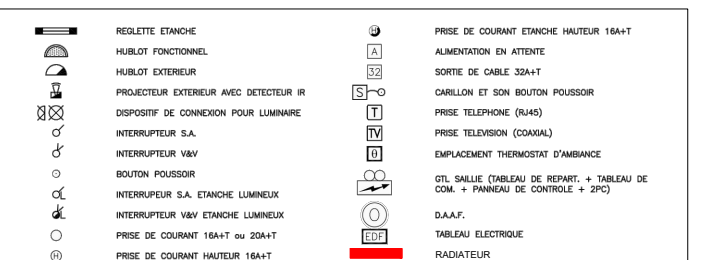 REGLETTE ETANCHE
HUBLOT FONCTIONNEL
HUBLOT EXTERIEUR
PROJECTEUR EXTERIEUR AVEC DETECTEUR IR
DISPOSITIF DE CONNEXION POUR LUMINAIRE
INTERRUPTEUR S.A.
INTERRUPTEUR V&V
BOUTON POUSSOIR
INTERRUPEUR S.A. ETANCHE LUMINEUX
INTERRUPTEUR V&V ETANCHE LUMINEUX
PRISE DE COURANT 16A+T ou 20A+T
H PRISE DE COURANT HAUTEUR 16A+T
H PRISE DE COURANT ETANCHE HAUTEUR 16A+T
A ALIMENTATION EN ATTENTE
32 SORTIE DE CABLE 32A+T
S CARILLON ET SON BOUTON POUSSOIR
T PRISE TELEPHONE (RJ45)
TV PRISE TELEVISION (COAXIAL)
θ EMPLACEMENT THERMOSTAT D'AMBIANCE
GTL SAILLIE (TABLEAU DE REPART. + TABLEAU DE
COM. + PANNEAU DE CONTROLE + 2PC)
D.A.A.F.
EDF TABLEAU ELECTRIQUE
RADIATEUR